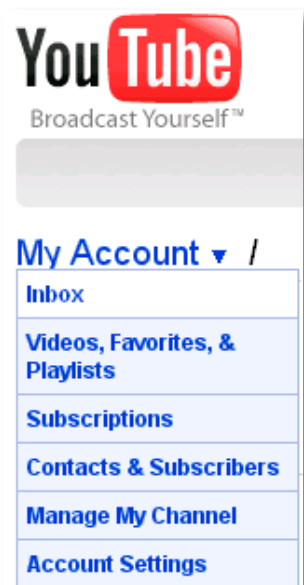 YouTube
Broadcast Yourself™
My Account ▼ /
Inbox
Videos, Favorites, &
Playlists
Subscriptions
Contacts & Subscribers
Manage My Channel
Account Settings